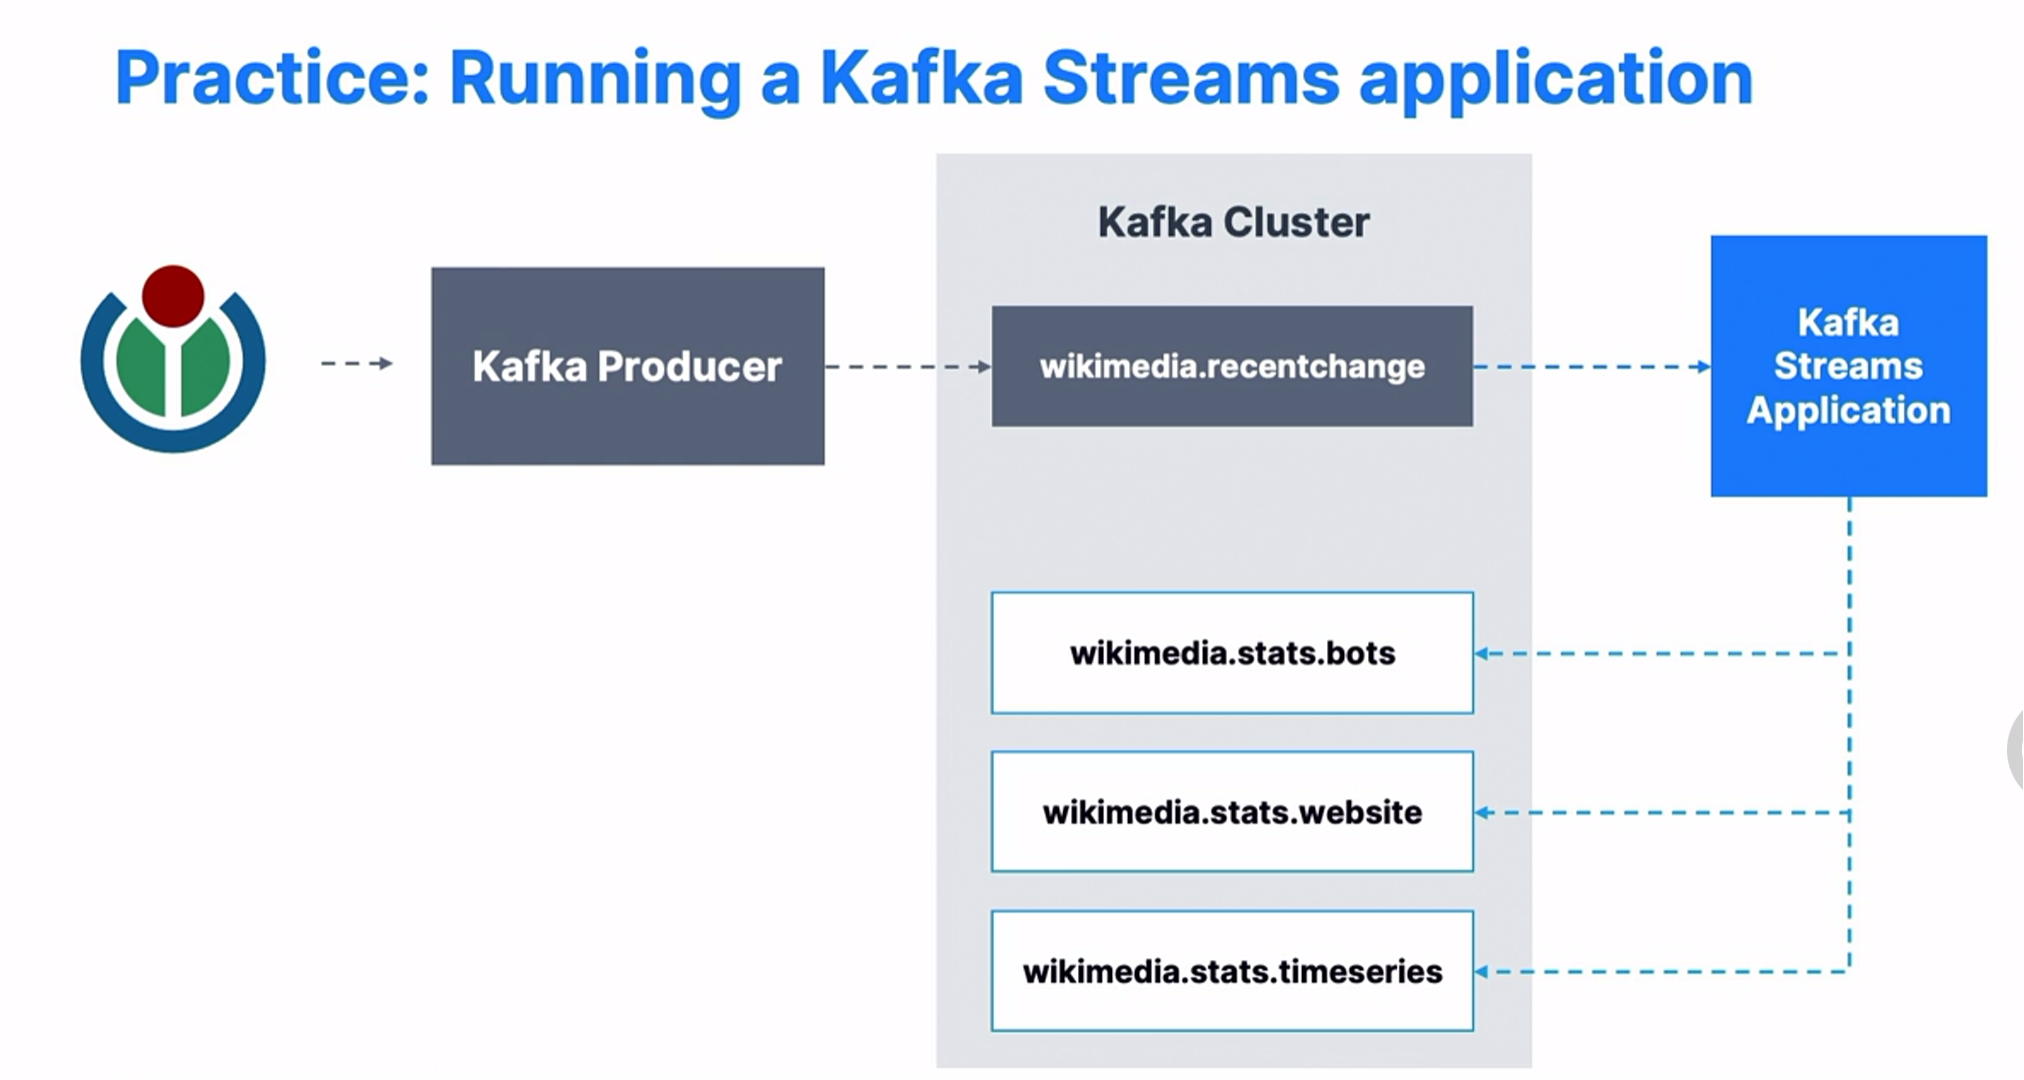 Practice: Running a Kafka Streams application
Kafka Cluster
Kafka Producer
wikimedia.recentchange
Kafka
Streams
Application
wikimedia.stats.bots
wikimedia.stats.website
wikimedia.stats.timeseries